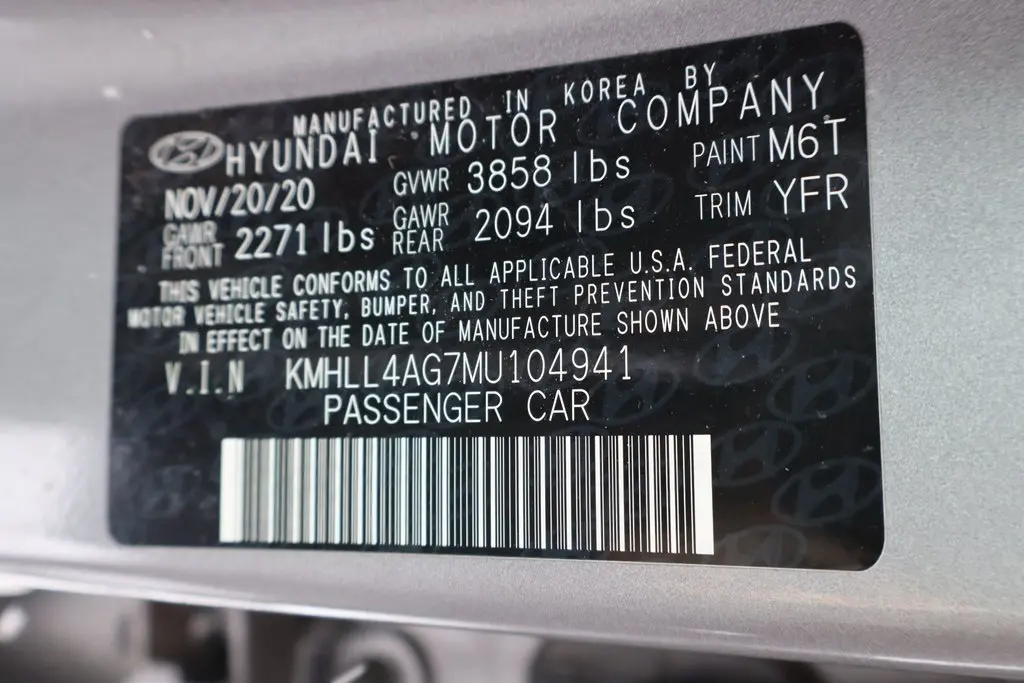 MANUFACTURED IN KOREA BY
HYUNDAI MOTOR COMPANY
NOV/20/20 GVWR 3858 lbs PAINT M6T
GAWR FRONT 2271 lbs GAWR REAR 2094 lbs TRIM YFR
THIS VEHICLE CONFORMS TO ALL APPLICABLE U.S.A. FEDERAL
MOTOR VEHICLE SAFETY, BUMPER, AND THEFT PREVENTION STANDARDS
IN EFFECT ON THE DATE OF MANUFACTURE SHOWN ABOVE
V.I.N KMHLL4AG7MU104941
PASSENGER CAR